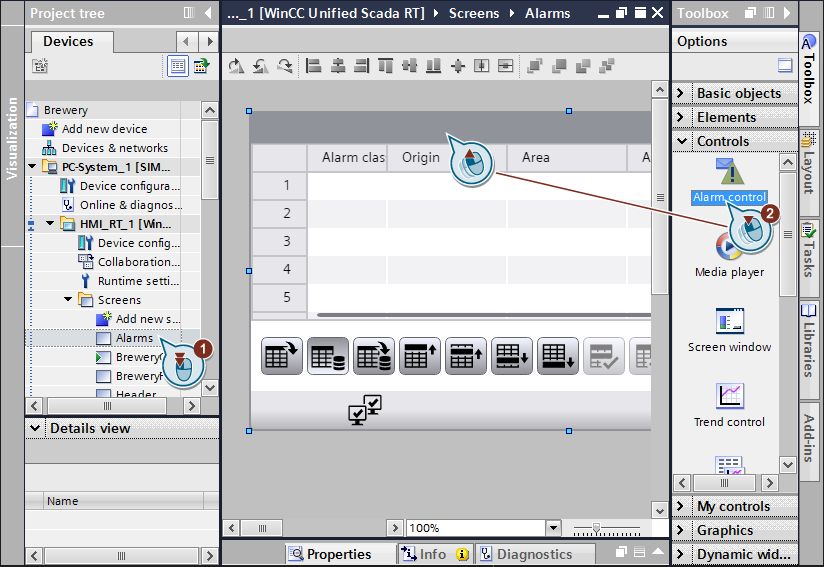 Project tree
..._1 [WinCC Unified Scada RT]
Screens
Alarms
Toolbox
Devices
Options
Visualization
Toolbox
Layout
Tasks
Libraries
Add-ins
Brewery
Add new device
Devices & networks
PC-System_1 [SIM...
Device configura...
Online & diagnos...
HMI_RT_1 [Win...
Device config...
Collaboration...
Runtime setti...
Screens
Add new s...
Alarms
1
Header
Details view
Name
Alarm clas
Origin
Area
A
1
2
3
4
5
100%
Properties
Info
Diagnostics
Basic objects
Elements
Controls
Alarm control
2
Media player
Screen window
Trend control
My controls
Graphics
Dynamic wid...